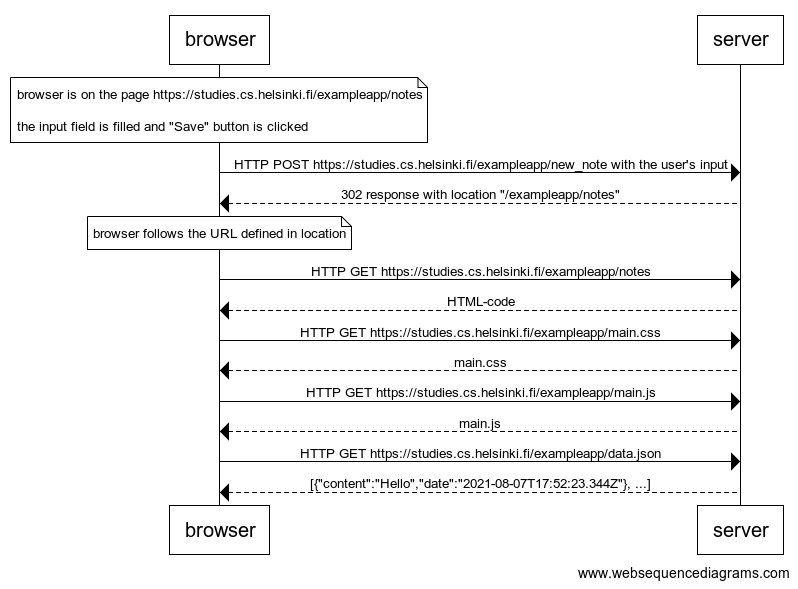 browser
server
browser is on the page https://studies.cs.helsinki.fi/exampleapp/notes
the input field is filled and "Save" button is clicked
HTTP POST https://studies.cs.helsinki.fi/exampleapp/new_note with the user's input
302 response with location "/exampleapp/notes"
browser follows the URL defined in location
HTTP GET https://studies.cs.helsinki.fi/exampleapp/notes
HTML-code
HTTP GET https://studies.cs.helsinki.fi/exampleapp/main.css
main.css
HTTP GET https://studies.cs.helsinki.fi/exampleapp/main.js
main.js
HTTP GET https://studies.cs.helsinki.fi/exampleapp/data.json
[{"content":"Hello","date":"2021-08-07T17:52:23.344Z"}, ...]
browser
server
www.websequencediagrams.com